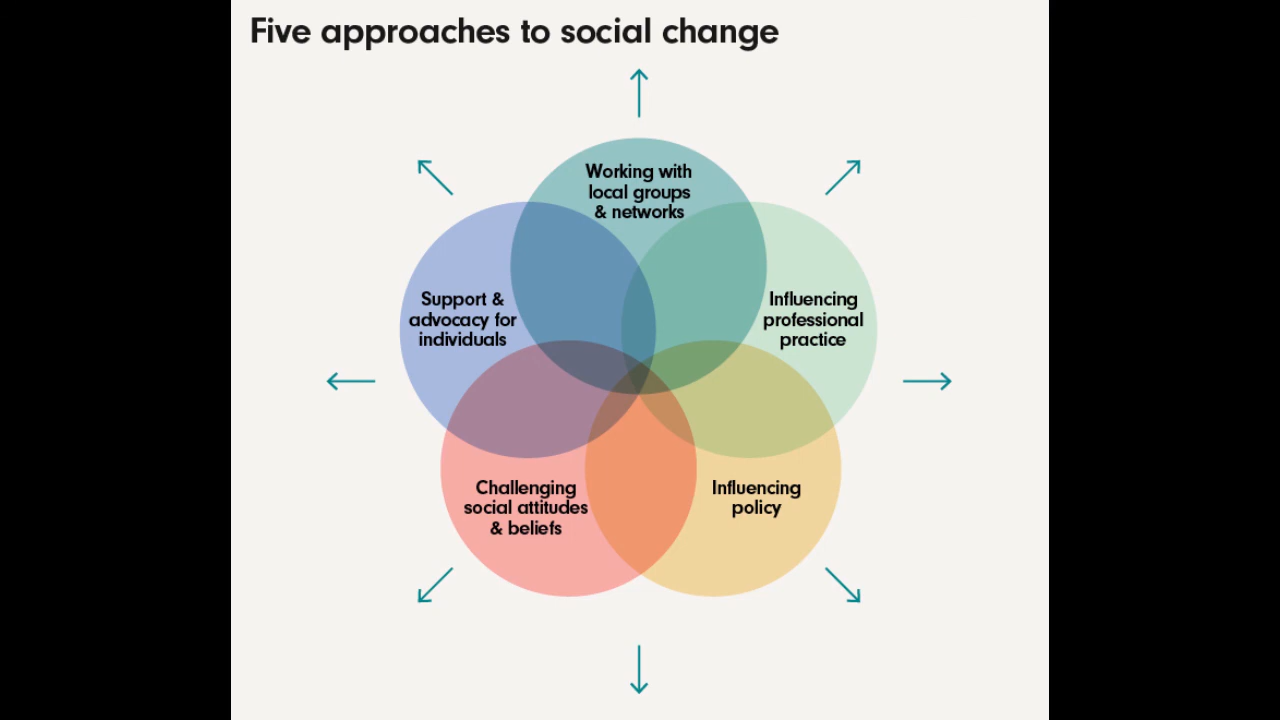 Five approaches to social change
Working with
local groups
& networks
Support &
advocacy for
individuals
Influencing
professional
practice
Challenging
social attitudes
& beliefs
Influencing
policy